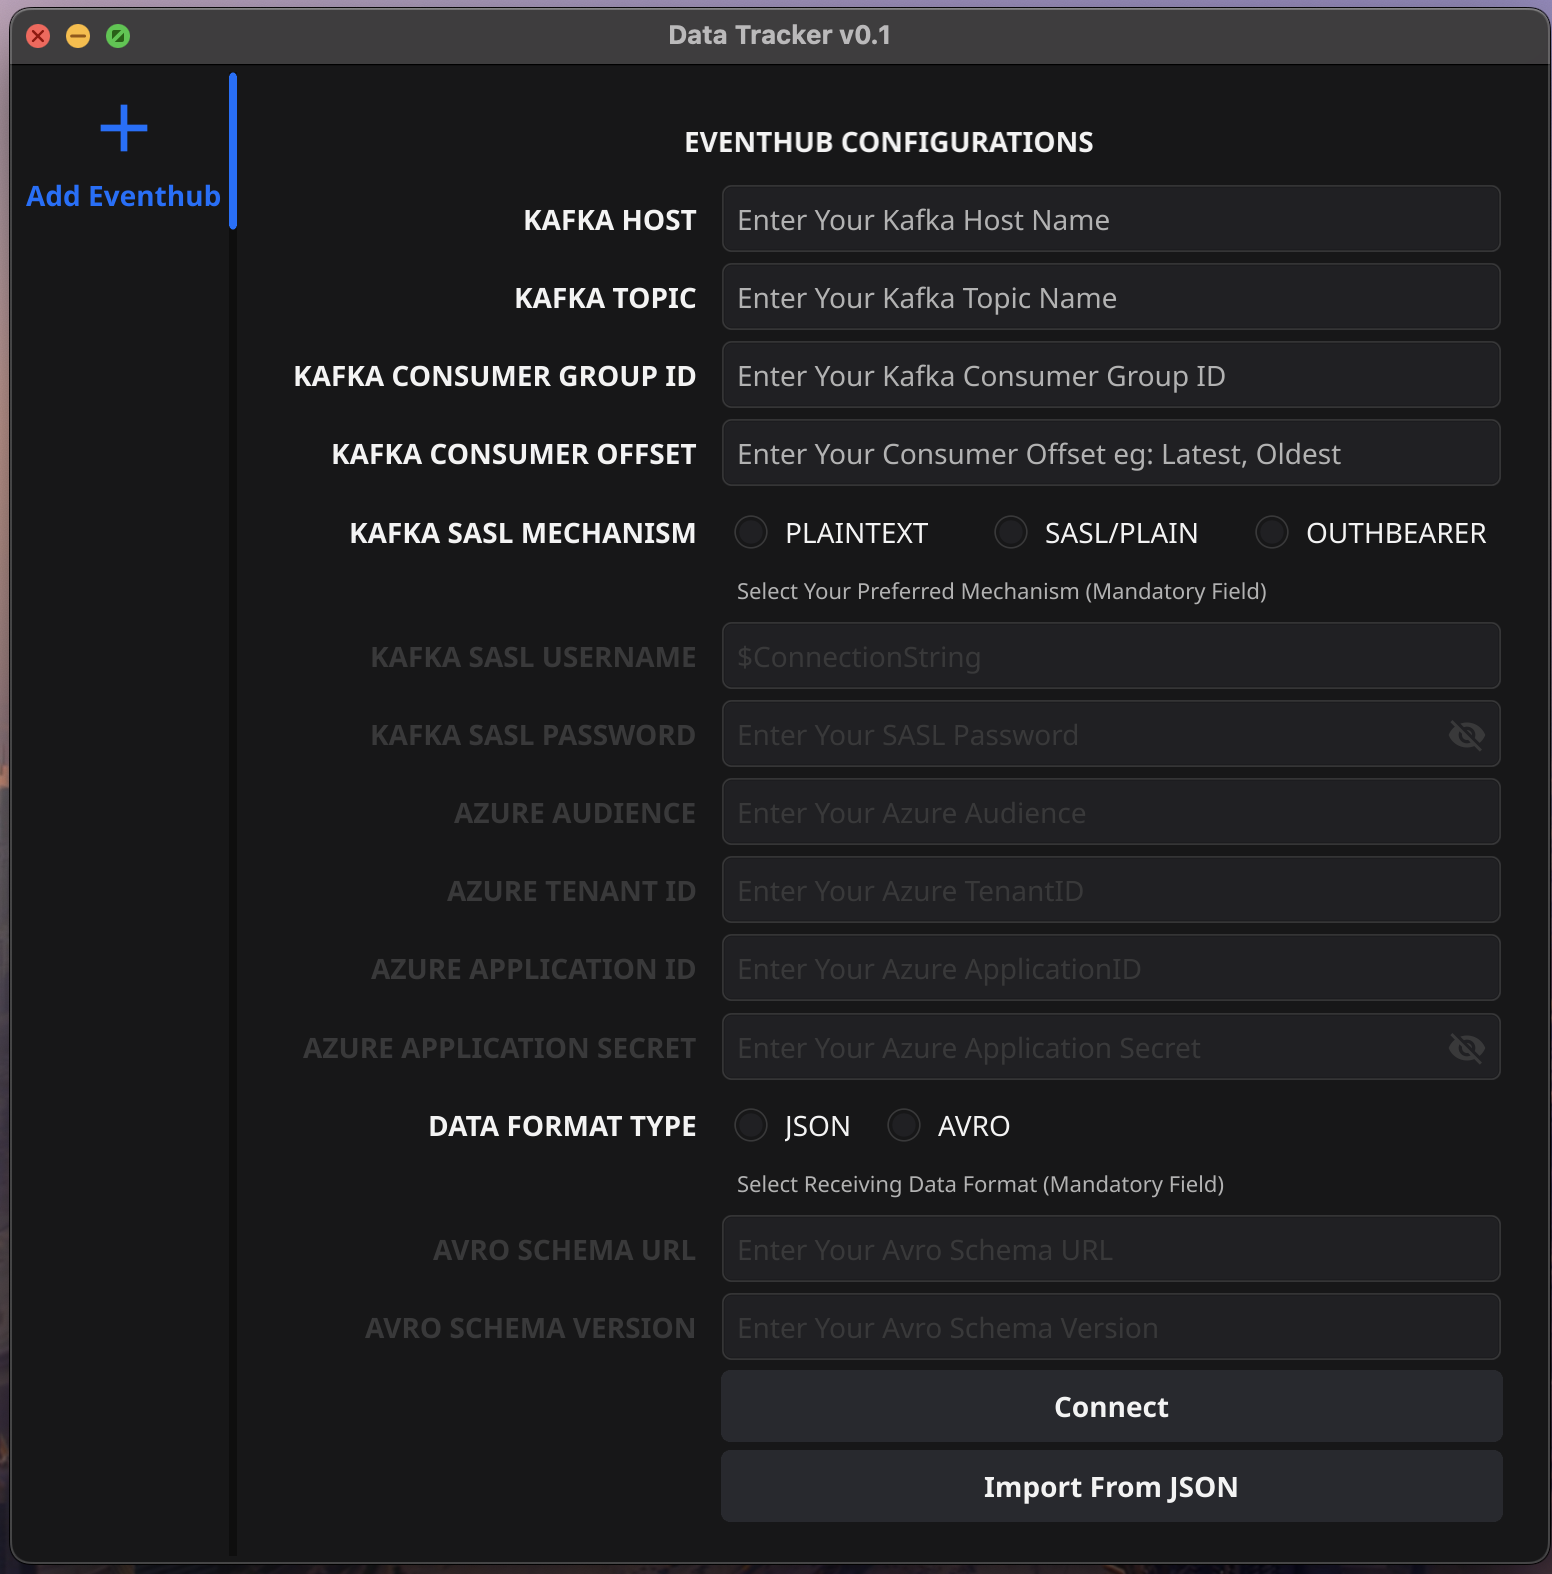 Data Tracker v0.1
Add Eventhub
EVENTHUB CONFIGURATIONS
KAFKA HOST Enter Your Kafka Host Name
KAFKA TOPIC Enter Your Kafka Topic Name
KAFKA CONSUMER GROUP ID Enter Your Kafka Consumer Group ID
KAFKA CONSUMER OFFSET Enter Your Consumer Offset eg: Latest, Oldest
KAFKA SASL MECHANISM PLAINTEXT SASL/PLAIN OUTHBEARER
Select Your Preferred Mechanism (Mandatory Field)
KAFKA SASL USERNAME $ConnectionString
KAFKA SASL PASSWORD Enter Your SASL Password
AZURE AUDIENCE Enter Your Azure Audience
AZURE TENANT ID Enter Your Azure TenantID
AZURE APPLICATION ID Enter Your Azure ApplicationID
AZURE APPLICATION SECRET Enter Your Azure Application Secret
DATA FORMAT TYPE JSON AVRO
Select Receiving Data Format (Mandatory Field)
AVRO SCHEMA URL Enter Your Avro Schema URL
AVRO SCHEMA VERSION Enter Your Avro Schema Version
Connect
Import From JSON